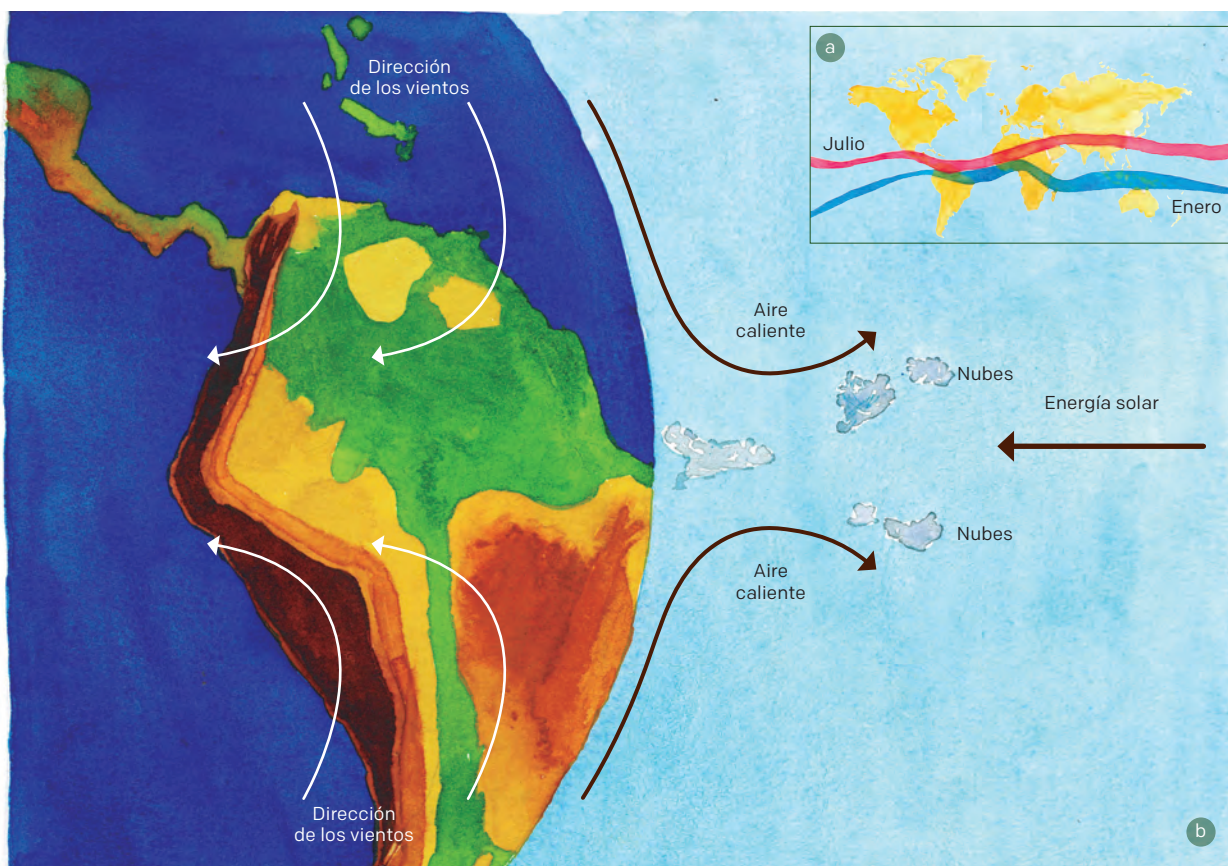 Dirección
de los vientos
a
Julio
Enero
Aire
caliente
Nubes
Energía solar
Nubes
Aire
caliente
Dirección
de los vientos
b